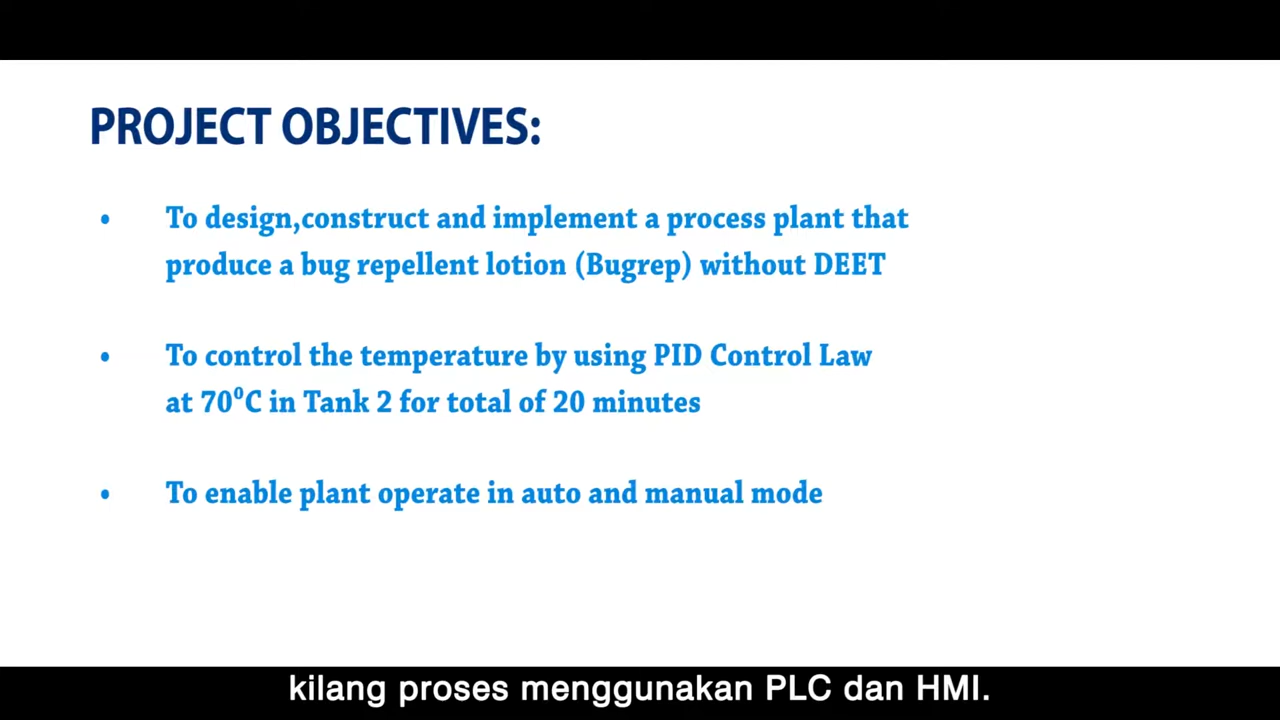 PROJECT OBJECTIVES:
• To design,construct and implement a process plant that
produce a bug repellent lotion (Bugrep) without DEET
• To control the temperature by using PID Control Law
at 70⁰C in Tank 2 for total of 20 minutes
• To enable plant operate in auto and manual mode
kilang proses menggunakan PLC dan HMI.